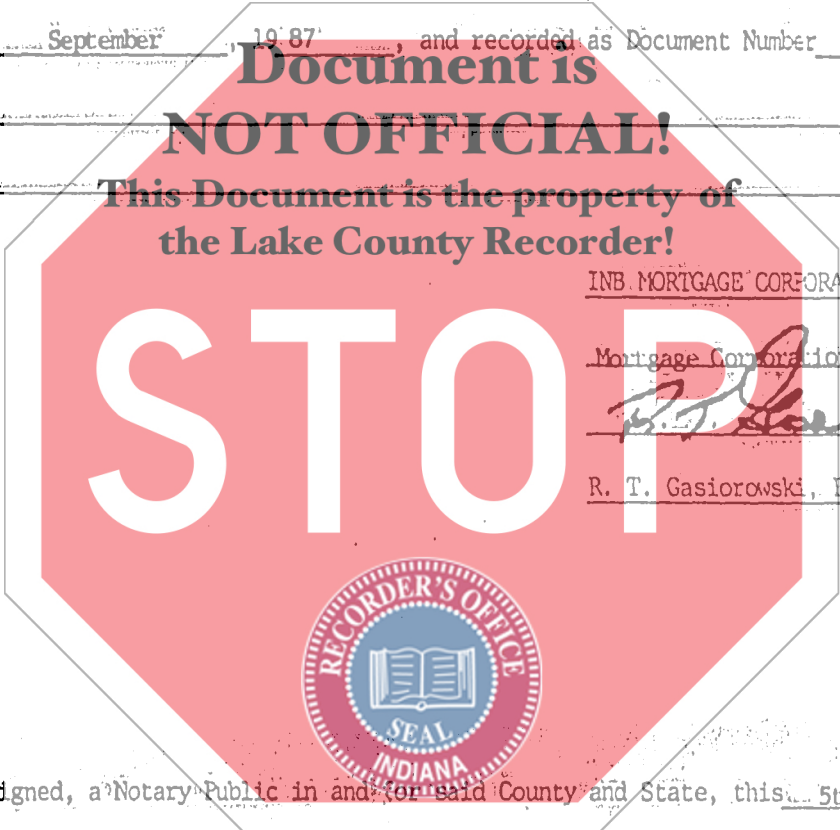 September , 19 87 , and recorded as Document Number
Document is
NOT OFFICIAL!
This Document is the property of
the Lake County Recorder!
INB MORTGAGE CORPORA
Mortgage Corporatio
STOP
R. T. Gasiorowski,
RECORDER'S OFFICE
SEAL
INDIANA
igned, a Notary Public in and for said County and State, this 5t